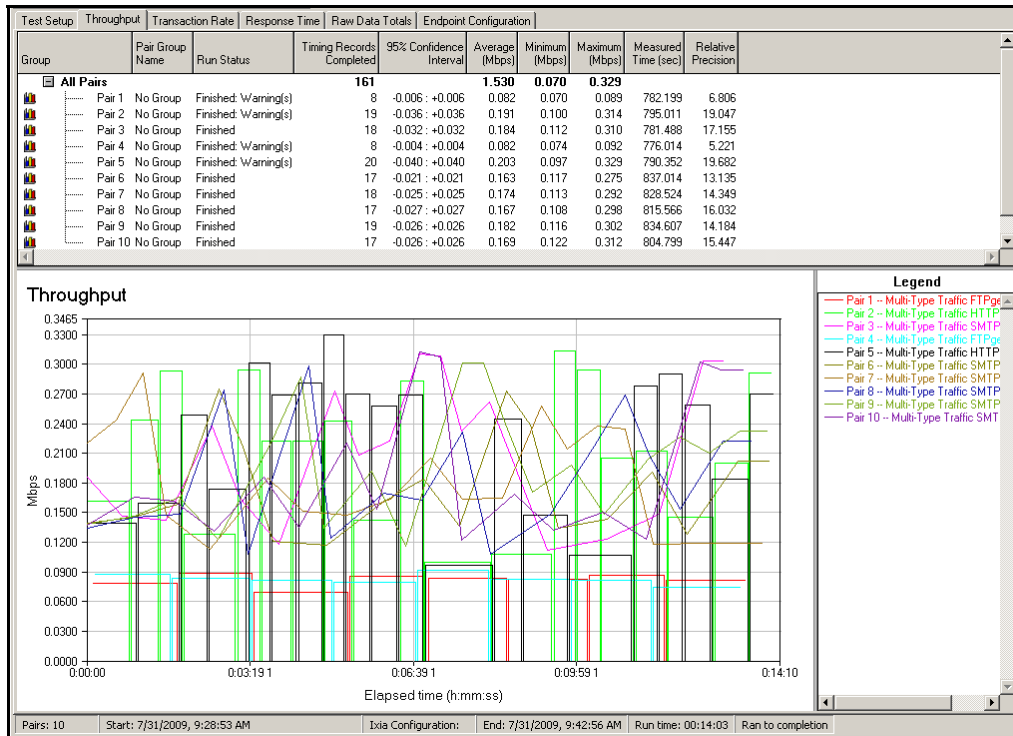 Test Setup Throughput Transaction Rate Response Time Raw Data Totals Endpoint Configuration
Group Pair Group Name Run Status Timing Records Completed 95% Confidence Interval Average (Mbps) Minimum (Mbps) Maximum (Mbps) Measured Time (sec) Relative Precision
All Pairs 161 1.530 0.070 0.329
Pair 1 No Group Finished: Warning(s) 8 -0.006 : +0.006 0.082 0.070 0.089 782.199 6.806
Pair 2 No Group Finished: Warning(s) 19 -0.036 : +0.036 0.191 0.100 0.314 795.011 19.047
Pair 3 No Group Finished 18 -0.032 : +0.032 0.184 0.112 0.310 781.488 17.155
Pair 4 No Group Finished: Warning(s) 8 -0.004 : +0.004 0.082 0.074 0.092 776.014 5.221
Pair 5 No Group Finished: Warning(s) 20 -0.040 : +0.040 0.203 0.097 0.329 790.352 19.682
Pair 6 No Group Finished 17 -0.021 : +0.021 0.163 0.117 0.275 837.014 13.135
Pair 7 No Group Finished 18 -0.025 : +0.025 0.174 0.113 0.292 828.524 14.349
Pair 8 No Group Finished 17 -0.027 : +0.027 0.167 0.108 0.298 815.566 16.032
Pair 9 No Group Finished 19 -0.026 : +0.026 0.182 0.116 0.302 834.607 14.184
Pair 10 No Group Finished 17 -0.026 : +0.026 0.169 0.122 0.312 804.799 15.447
Throughput
0.3465
0.3300
0.3000
0.2700
0.2400
0.2100
0.1800
0.1500
0.1200
0.0900
0.0600
0.0300
0.0000
Mbps
0:00:00 0:03:19 1 0:06:39 1 0:09:59 1 0:14:10
Elapsed time (h:mm:ss)
Legend
Pair 1 -- Multi-Type Traffic FTPge
Pair 2 -- Multi-Type Traffic HTTP
Pair 3 -- Multi-Type Traffic SMTP
Pair 4 -- Multi-Type Traffic FTPge
Pair 5 -- Multi-Type Traffic HTTP
Pair 6 -- Multi-Type Traffic SMTP
Pair 7 -- Multi-Type Traffic SMTP
Pair 8 -- Multi-Type Traffic SMTP
Pair 9 -- Multi-Type Traffic SMTP
Pair 10 -- Multi-Type Traffic SMT
Pairs: 10 Start: 7/31/2009, 9:28:53 AM Ixia Configuration: End: 7/31/2009, 9:42:56 AM Run time: 00:14:03 Ran to completion